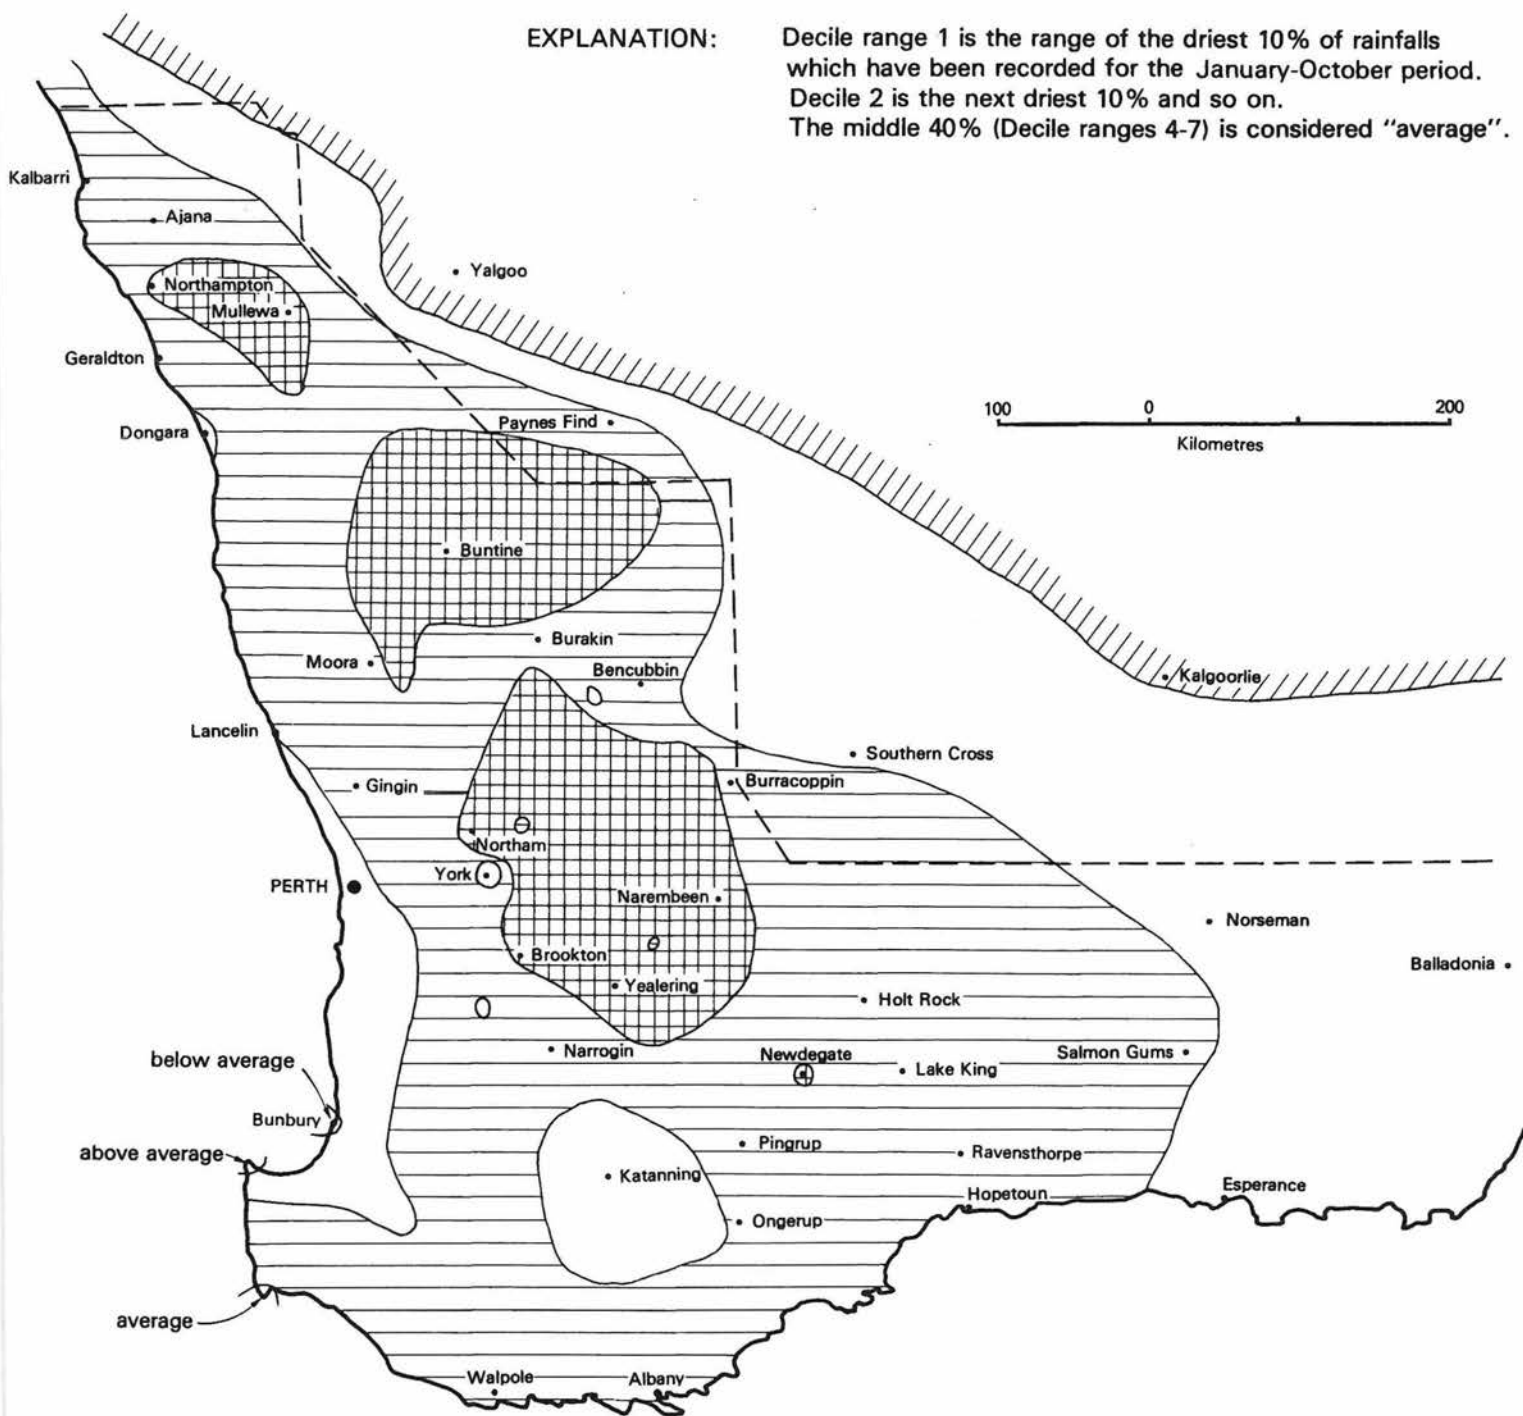 EXPLANATION:
Decile range 1 is the range of the driest 10% of rainfalls
which have been recorded for the January-October period.
Decile 2 is the next driest 10% and so on.
The middle 40% (Decile ranges 4-7) is considered “average”.
Kalbarri
Ajana
Yalgoo
Northampton
Mullewa
Geraldton
Paynes Find
100 0 200
Kilometres
Dongara
Buntine
Burakin
Moora
Bencubbin
Kalgoorlie
Lancelin
Southern Cross
Gingin
Burracoppin
Northam
York
PERTH
Narembeen
Norseman
Brookton
Balladonia
Yealering
Holt Rock
Narrogin
Newdegate
Salmon Gums
below average
Lake King
Bunbury
Pingrup
above average
Ravensthorpe
Katanning
Esperance
Hopetoun
Ongerup
average
Walpole
Albany